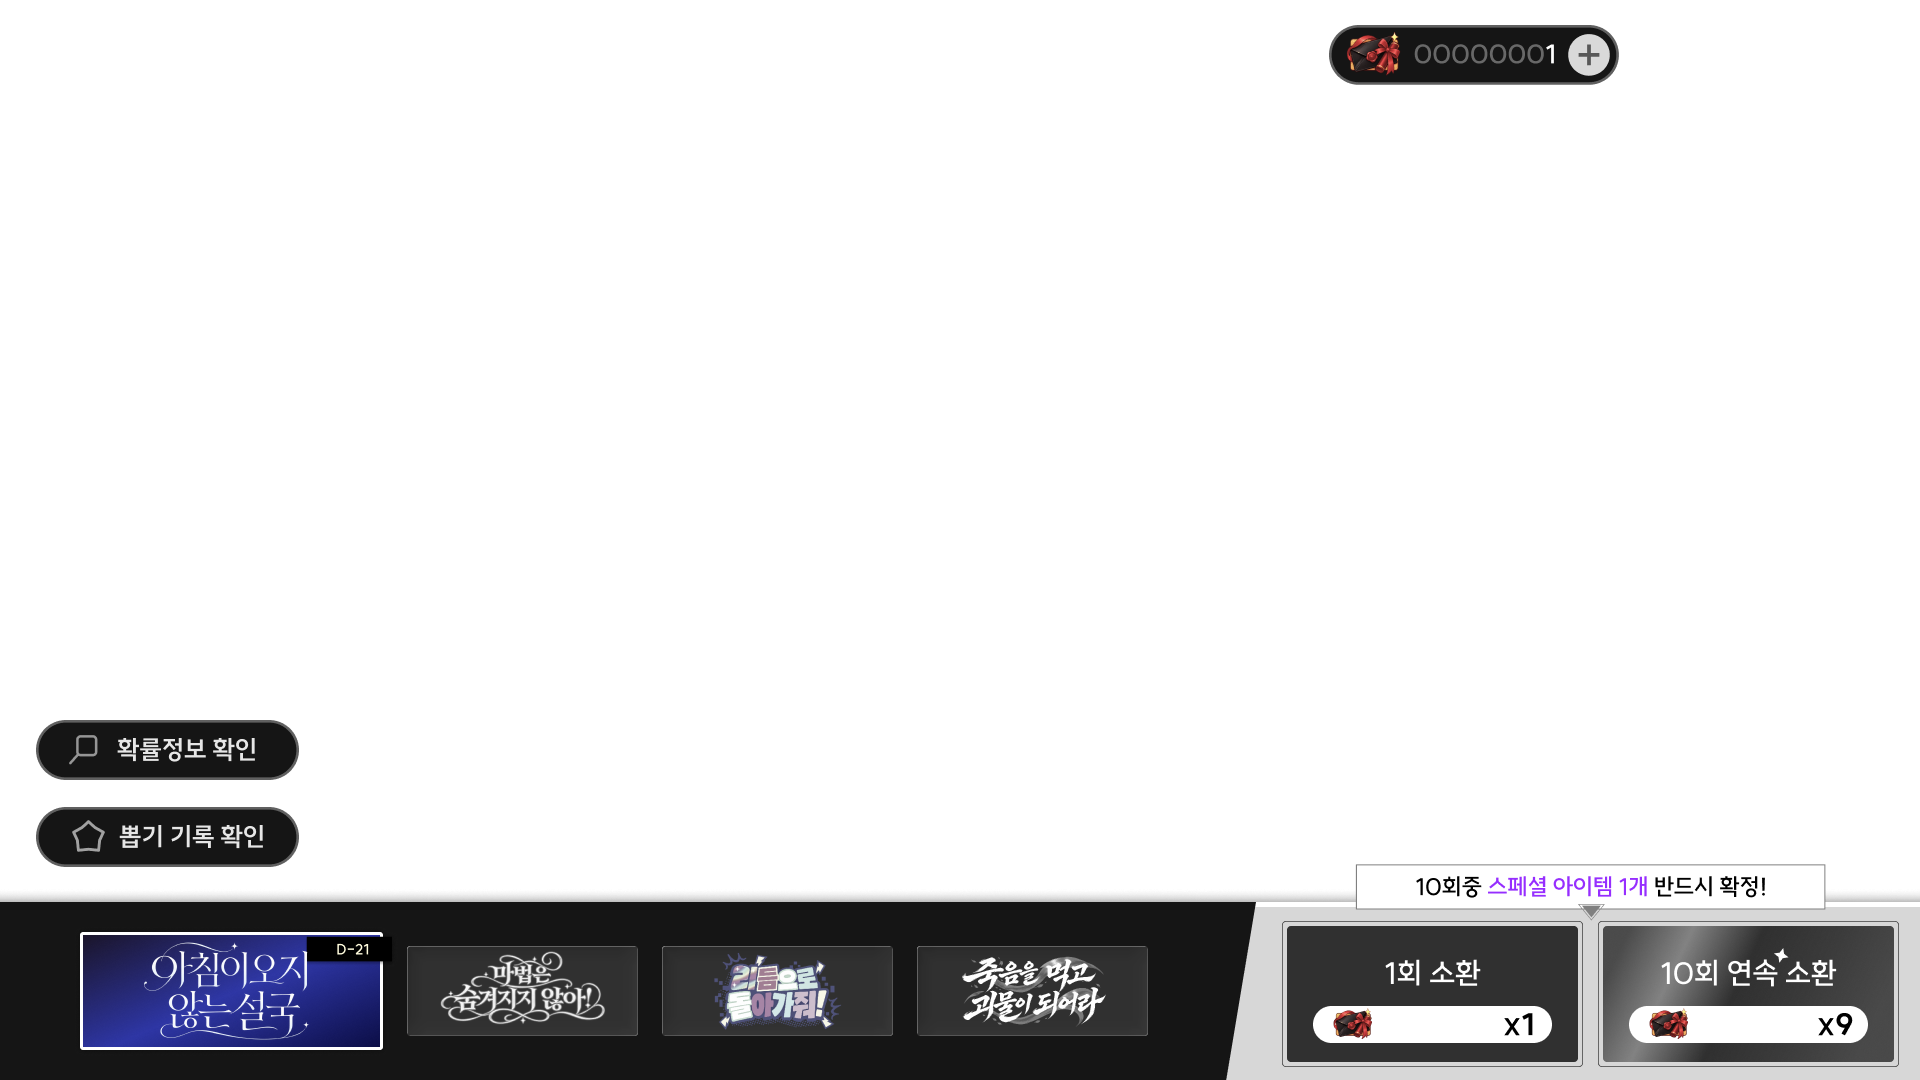 00000001
확률정보 확인
뽑기 기록 확인
10회중 스페셜 아이템 1개 반드시 확정!
아침이오지
않는 설국
D-21
마법은
숨겨지지 않아!
리듬으로
돌아가줘!
죽음을 먹고
괴물이 되어라
1회 소환
x1
10회 연속 소환
x9